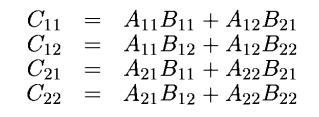 C₁₁ = A₁₁B₁₁ + A₁₂B₂₁
C₁₂ = A₁₁B₁₂ + A₁₂B₂₂
C₂₁ = A₂₁B₁₁ + A₂₂B₂₁
C₂₂ = A₂₁B₁₂ + A₂₂B₂₂